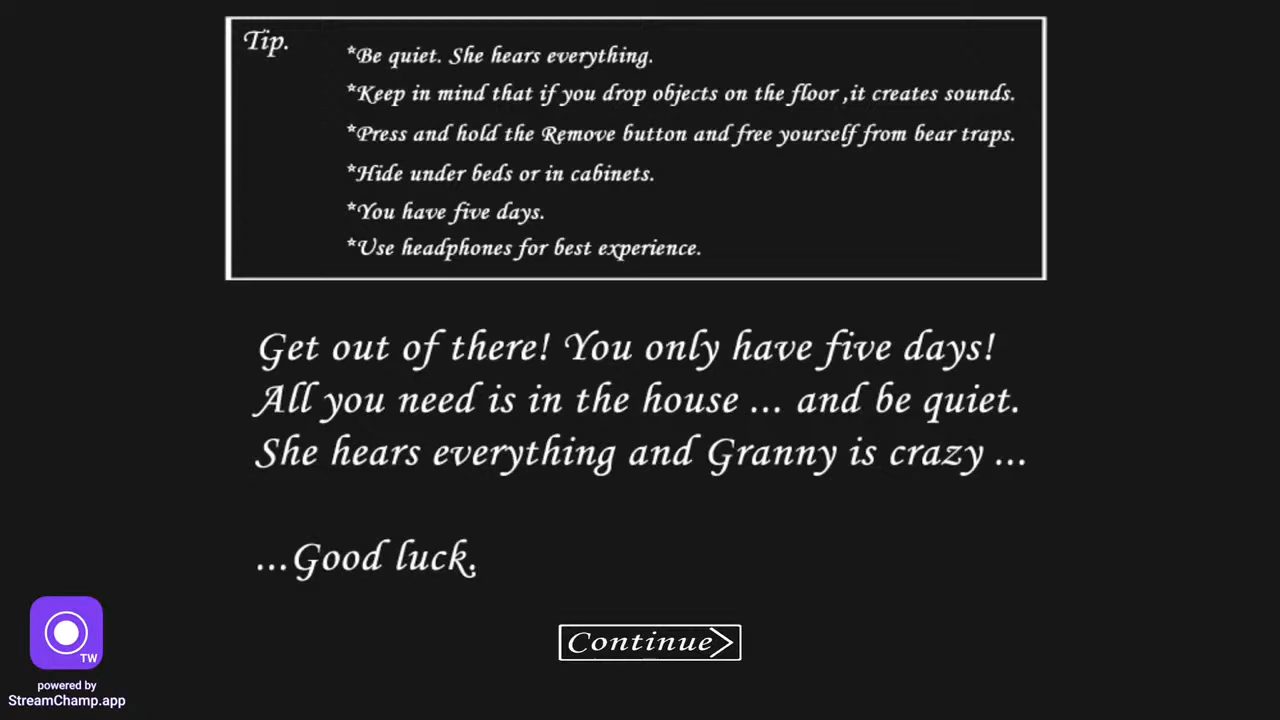 Tip.
*Be quiet. She hears everything.
*Keep in mind that if you drop objects on the floor ,it creates sounds.
*Press and hold the Remove button and free yourself from bear traps.
*Hide under beds or in cabinets.
*You have five days.
*Use headphones for best experience.
Get out of there! You only have five days!
All you need is in the house ... and be quiet.
She hears everything and Granny is crazy ...
...Good luck.
Continue>
TW
powered by
StreamChamp.app